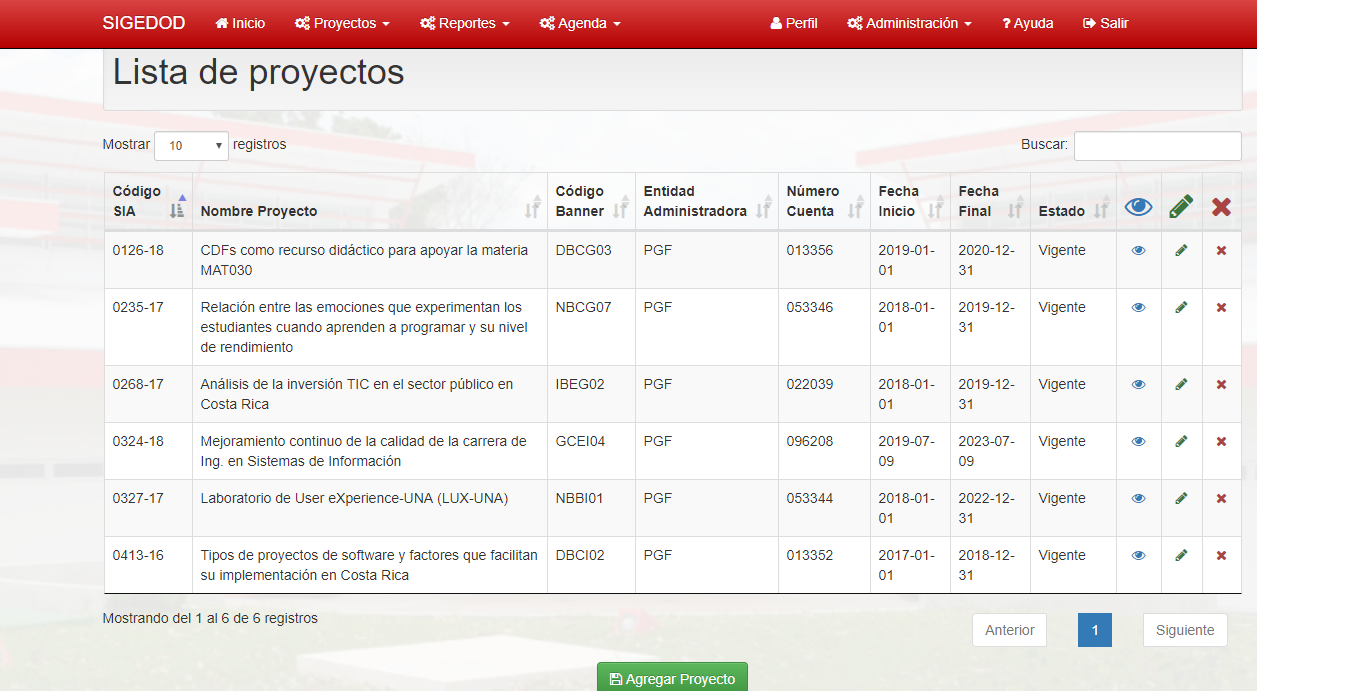 SIGEDOD Inicio Proyectos Reportes Agenda Perfil Administración ? Ayuda Salir
Lista de proyectos
Mostrar 10 registros Buscar:
Código SIA Nombre Proyecto Código Banner Entidad Administradora Número Cuenta Fecha Inicio Fecha Final Estado
0126-18 CDFs como recurso didáctico para apoyar la materia DBCG03 PGF 013356 2019-01- 2020-12- Vigente
MAT030 01 31
0235-17 Relación entre las emociones que experimentan los NBCG07 PGF 053346 2018-01- 2019-12- Vigente
estudiantes cuando aprenden a programar y su nivel 01 31
de rendimiento
0268-17 Análisis de la inversión TIC en el sector público en IBEG02 PGF 022039 2018-01- 2019-12- Vigente
Costa Rica 01 31
0324-18 Mejoramiento continuo de la calidad de la carrera de GCEI04 PGF 096208 2019-07- 2023-07- Vigente
Ing. en Sistemas de Información 09 09
0327-17 Laboratorio de User eXperience-UNA (LUX-UNA) NBBI01 PGF 053344 2018-01- 2022-12- Vigente
01 31
0413-16 Tipos de proyectos de software y factores que facilitan DBCI02 PGF 013352 2017-01- 2018-12- Vigente
su implementación en Costa Rica 01 31
Mostrando del 1 al 6 de 6 registros
Anterior 1 Siguiente
Agregar Proyecto